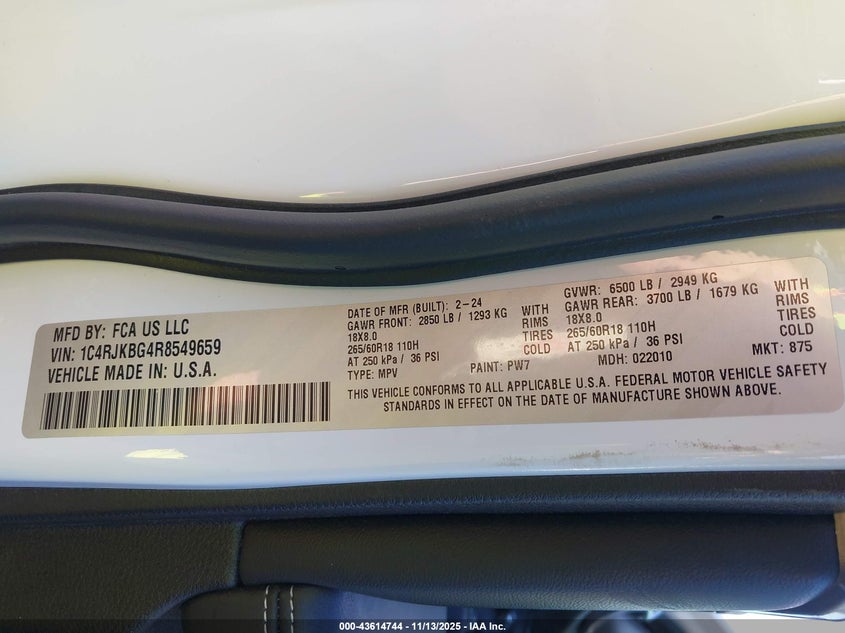 MFD BY: FCA US LLC
VIN: 1C4RJKBG4R8549659
VEHICLE MADE IN: U.S.A.
DATE OF MFR (BUILT): 2-24
GAWR FRONT: 2850 LB / 1293 KG WITH
18X8.0 RIMS
265/60R18 110H TIRES
AT 250 kPa / 36 PSI COLD
TYPE: MPV PAINT: PW7
GVWR: 6500 LB / 2949 KG
GAWR REAR: 3700 LB / 1679 KG WITH
18X8.0 RIMS
265/60R18 110H TIRES
AT 250 kPa / 36 PSI COLD
MDH: 022010 MKT: 875
THIS VEHICLE CONFORMS TO ALL APPLICABLE U.S.A. FEDERAL MOTOR VEHICLE SAFETY
STANDARDS IN EFFECT ON THE DATE OF MANUFACTURE SHOWN ABOVE.
000-43614744 - 11/13/2025 - IAA Inc.